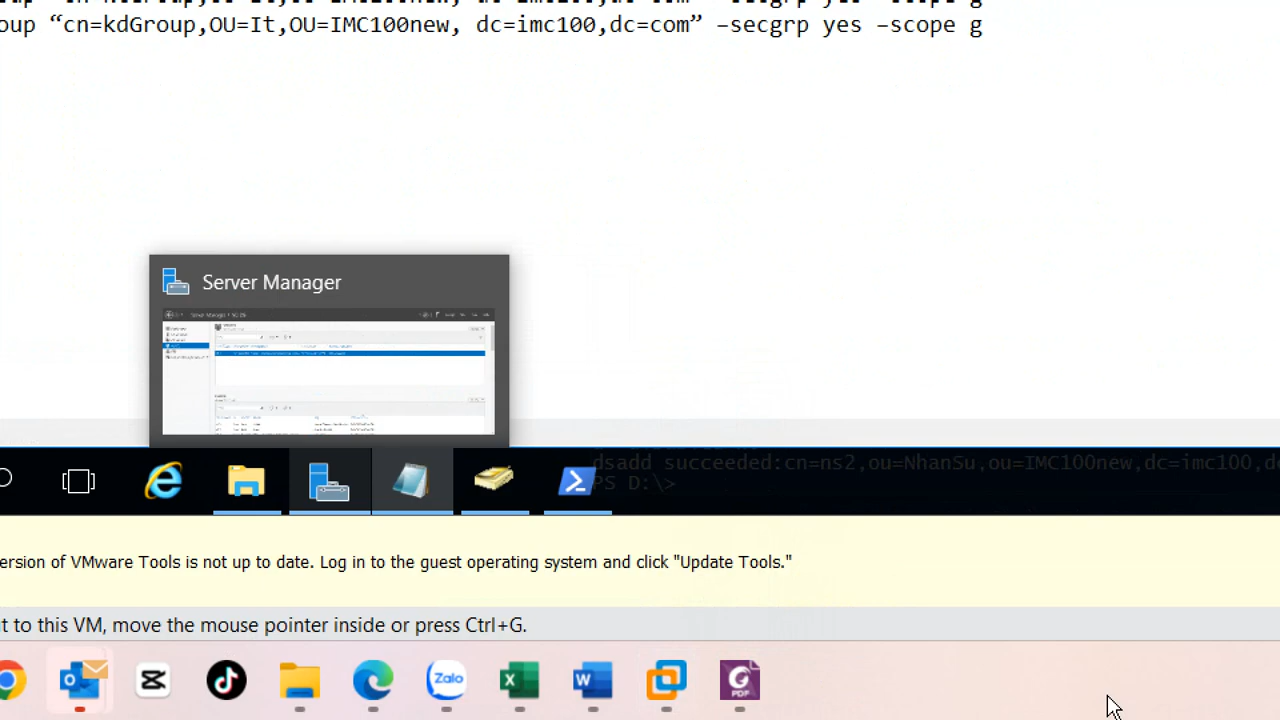 oup “cn=kdGroup,OU=It,OU=IMC100new, dc=imc100,dc=com” –secgrp yes –scope g
Server Manager
dsadd succeeded:cn=ns2,ou=NhanSu,ou=IMC100new,dc=imc100,d
PS D:\>
ersion of VMware Tools is not up to date. Log in to the guest operating system and click "Update Tools."
t to this VM, move the mouse pointer inside or press Ctrl+G.
Zalo
PDF